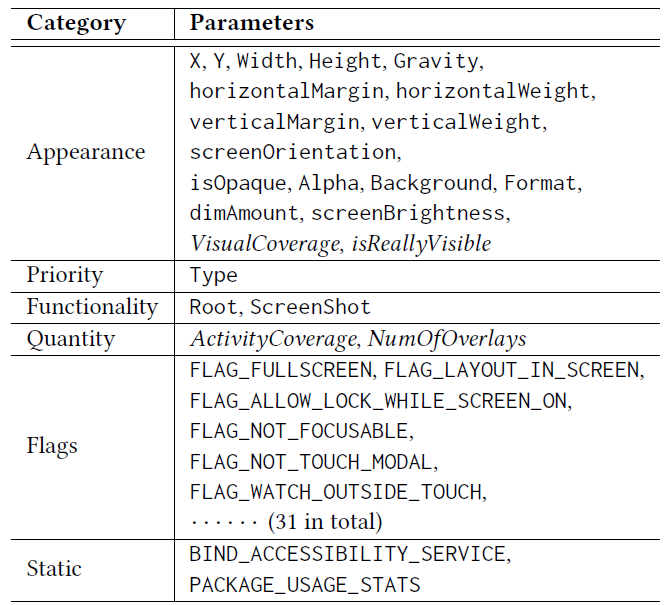 Category Parameters
X, Y, Width, Height, Gravity,
horizontalMargin, horizontalWeight,
verticalMargin, verticalWeight,
Appearance screenOrientation,
isOpaque, Alpha, Background, Format,
dimAmount, screenBrightness,
VisualCoverage, isReallyVisible
Priority Type
Functionality Root, ScreenShot
Quantity ActivityCoverage, NumOfOverlays
FLAG_FULLSCREEN, FLAG_LAYOUT_IN_SCREEN,
FLAG_ALLOW_LOCK_WHILE_SCREEN_ON,
FLAG_NOT_FOCUSABLE,
Flags FLAG_NOT_TOUCH_MODAL,
FLAG_WATCH_OUTSIDE_TOUCH,
······ (31 in total)
Static BIND_ACCESSIBILITY_SERVICE,
PACKAGE_USAGE_STATS